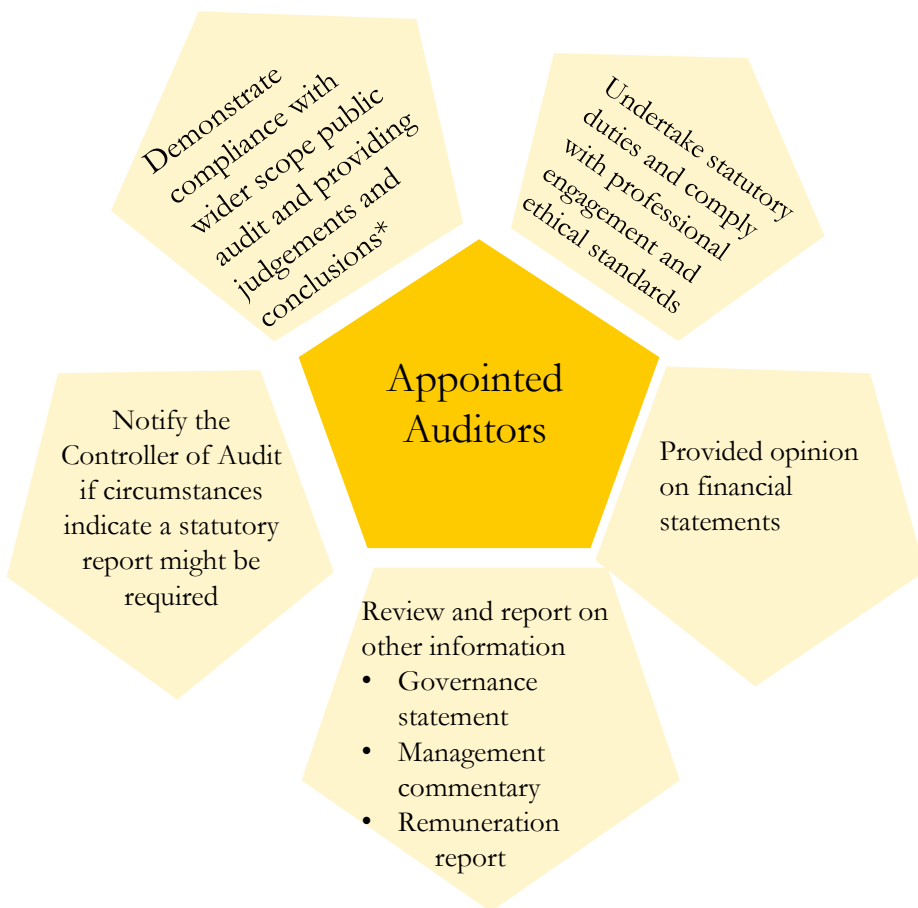 Demonstrate
compliance with
wider scope public
audit and providing
judgements and
conclusions*
Undertake statutory
duties and comply
with professional
engagement and
ethical standards
Appointed
Auditors
Notify the
Controller of Audit
if circumstances
indicate a statutory
report might be
required
Provided opinion
on financial
statements
Review and report on
other information
• Governance
statement
• Management
commentary
• Remuneration
report